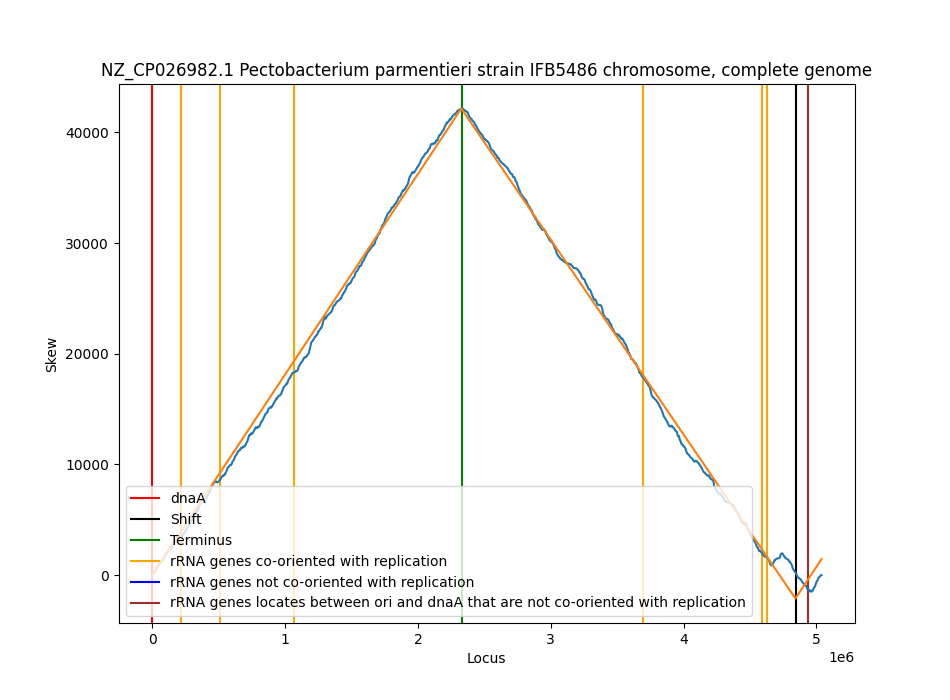 NZ_CP026982.1 Pectobacterium parmentieri strain IFB5486 chromosome, complete genome
Skew
40000
30000
20000
10000
0
dnaA
Shift
Terminus
rRNA genes co-oriented with replication
rRNA genes not co-oriented with replication
rRNA genes locates between ori and dnaA that are not co-oriented with replication
0 1 2 3 4 5
1e6
Locus